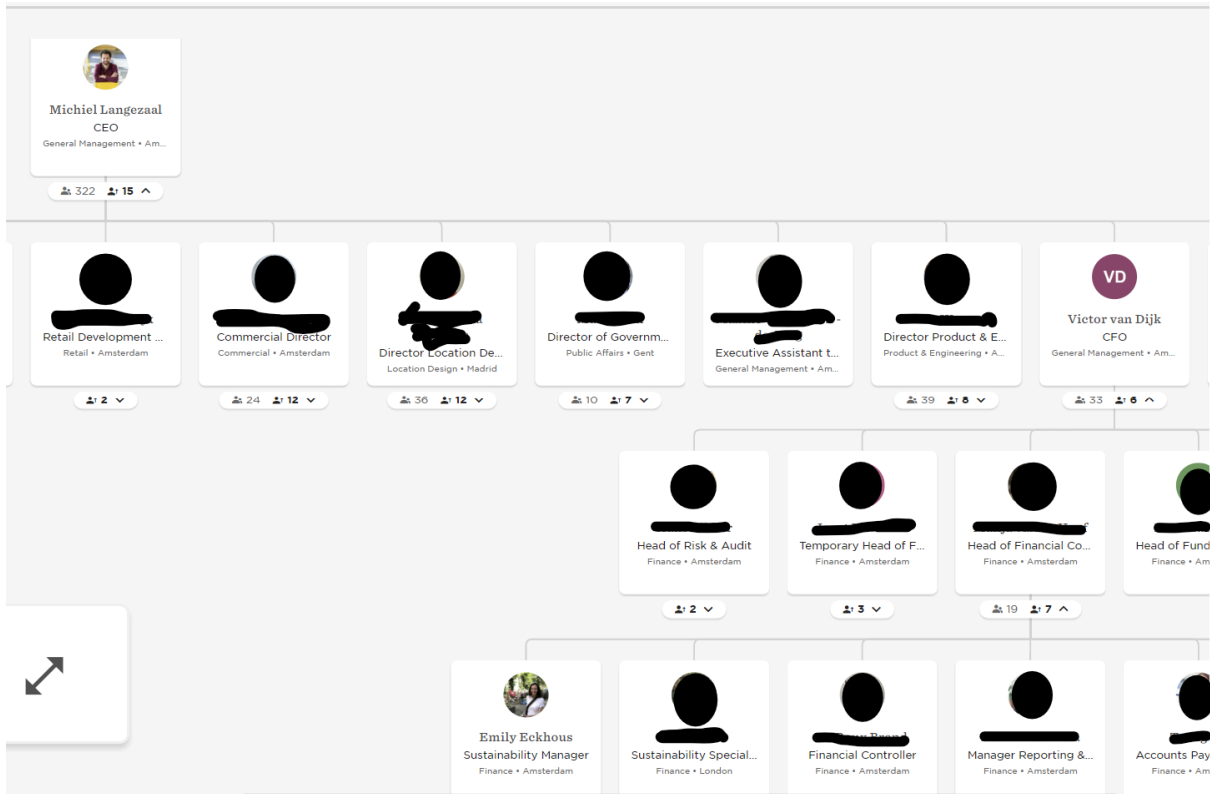 Michiel Langezaal
CEO
General Management • Am...
322 15
Retail Development ...
Retail • Amsterdam
2
Commercial Director
Commercial • Amsterdam
24 12
Director Location De...
Location Design • Madrid
36 12
Director of Governm...
Public Affairs • Gent
10 7
Executive Assistant t...
General Management • Am...
Director Product & E...
Product & Engineering • A...
39 8
VD
Victor van Dijk
CFO
General Management • Am...
33 6
Head of Risk & Audit
Finance • Amsterdam
2
Temporary Head of F...
Finance • Amsterdam
3
Head of Financial Co...
Finance • Amsterdam
19 7
Head of Fund
Finance • Am
Emily Eckhous
Sustainability Manager
Finance • Amsterdam
Sustainability Special...
Finance • London
Financial Controller
Finance • Amsterdam
Manager Reporting &...
Finance • Amsterdam
Accounts Pay
Finance • Am